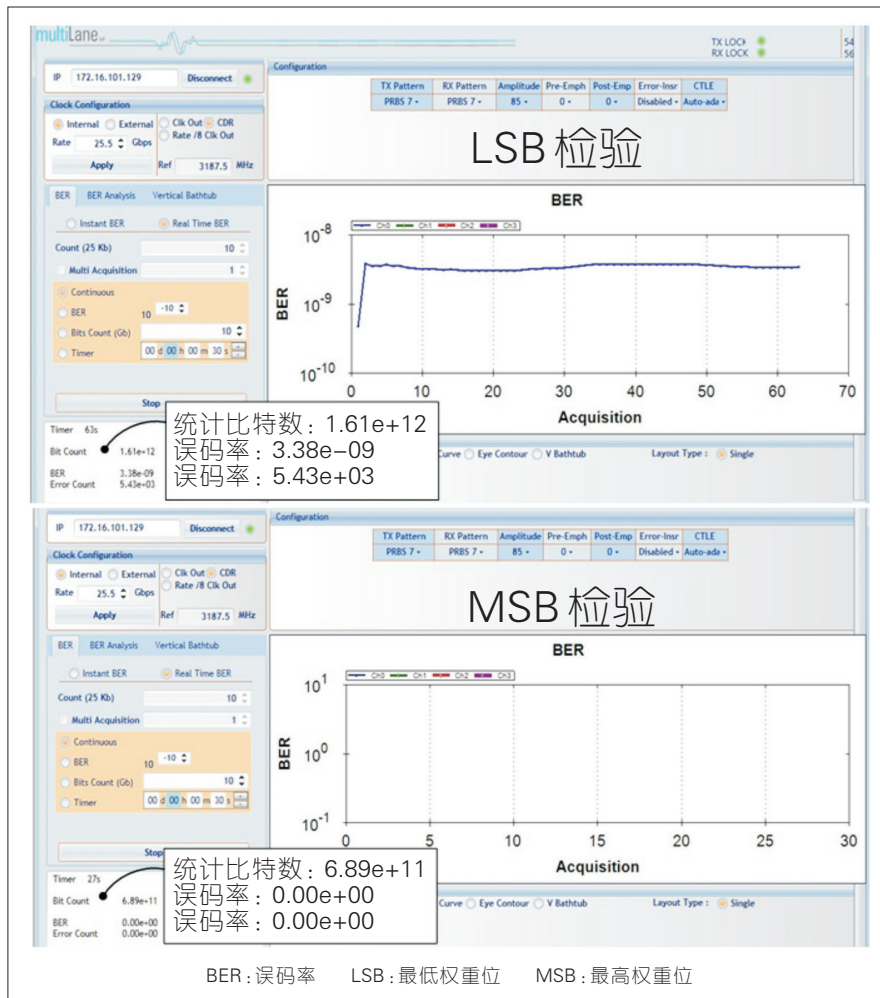 multiLane
TX LOCK
RX LOCK
54
56
IP 172.16.101.129 Disconnect
Configuration
TX Pattern RX Pattern Amplitude Pre-Emph Post-Emp Error-Insr CTLE
PRBS 7 PRBS 7 85 0 0 Disabled Auto-ada
Clock Configuration
Internal External Clk Out CDR
Rate /8 Clk Out
Rate 25.5 Gbps
Apply Ref 3187.5 MHz
LSB 检验
BER BER Analysis Vertical Bathtub
Instant BER Real Time BER
Count (25 Kb) 10
Multi Acquisition 1
Continuous
BER 10 -10
Bits Count (Gb) 10
Timer 00 d 00 h 00 m 30 s
Stop
BER
Ch0 Ch1 Ch2 Ch3
10-8
10-9
10-10
BER
0 10 20 30 40 50 60 70
Acquisition
Timer 63s
Bit Count 1.61e+12
BER 3.38e-09
Error Count 5.43e+03
统计比特数：1.61e+12
误码率：3.38e–09
误码率：5.43e+03
Curve Eye Contour V Bathtub Layout Type : Single
IP 172.16.101.129 Disconnect
Configuration
TX Pattern RX Pattern Amplitude Pre-Emph Post-Emp Error-Insr CTLE
PRBS 7 PRBS 7 85 0 0 Disabled Auto-ada
Clock Configuration
Internal External Clk Out CDR
Rate /8 Clk Out
Rate 25.5 Gbps
Apply Ref 3187.5 MHz
MSB 检验
BER BER Analysis Vertical Bathtub
Instant BER Real Time BER
Count (25 Kb) 10
Multi Acquisition 1
Continuous
BER 10 -10
Bits Count (Gb) 10
Timer 00 d 00 h 00 m 30 s
Stop
BER
Ch0 Ch1 Ch2 Ch3
101
100
10-1
BER
0 5 10 15 20 25 30
Acquisition
Timer 27s
Bit Count 6.89e+11
BER 0.00e+00
Error Count 0.00e+00
统计比特数：6.89e+11
误码率：0.00e+00
误码率：0.00e+00
Curve Eye Contour V Bathtub Layout Type : Single
BER：误码率 LSB：最低权重位 MSB：最高权重位